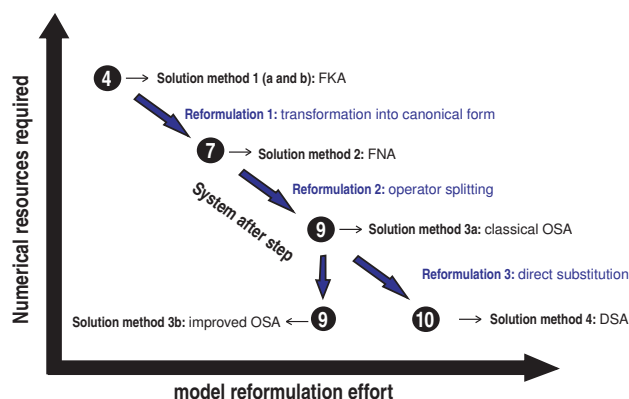 Numerical resources required
4 Solution method 1 (a and b): FKA
Reformulation 1: transformation into canonical form
7 Solution method 2: FNA
Reformulation 2: operator splitting
System after step
9 Solution method 3a: classical OSA
Reformulation 3: direct substitution
Solution method 3b: improved OSA 9
10 Solution method 4: DSA
model reformulation effort